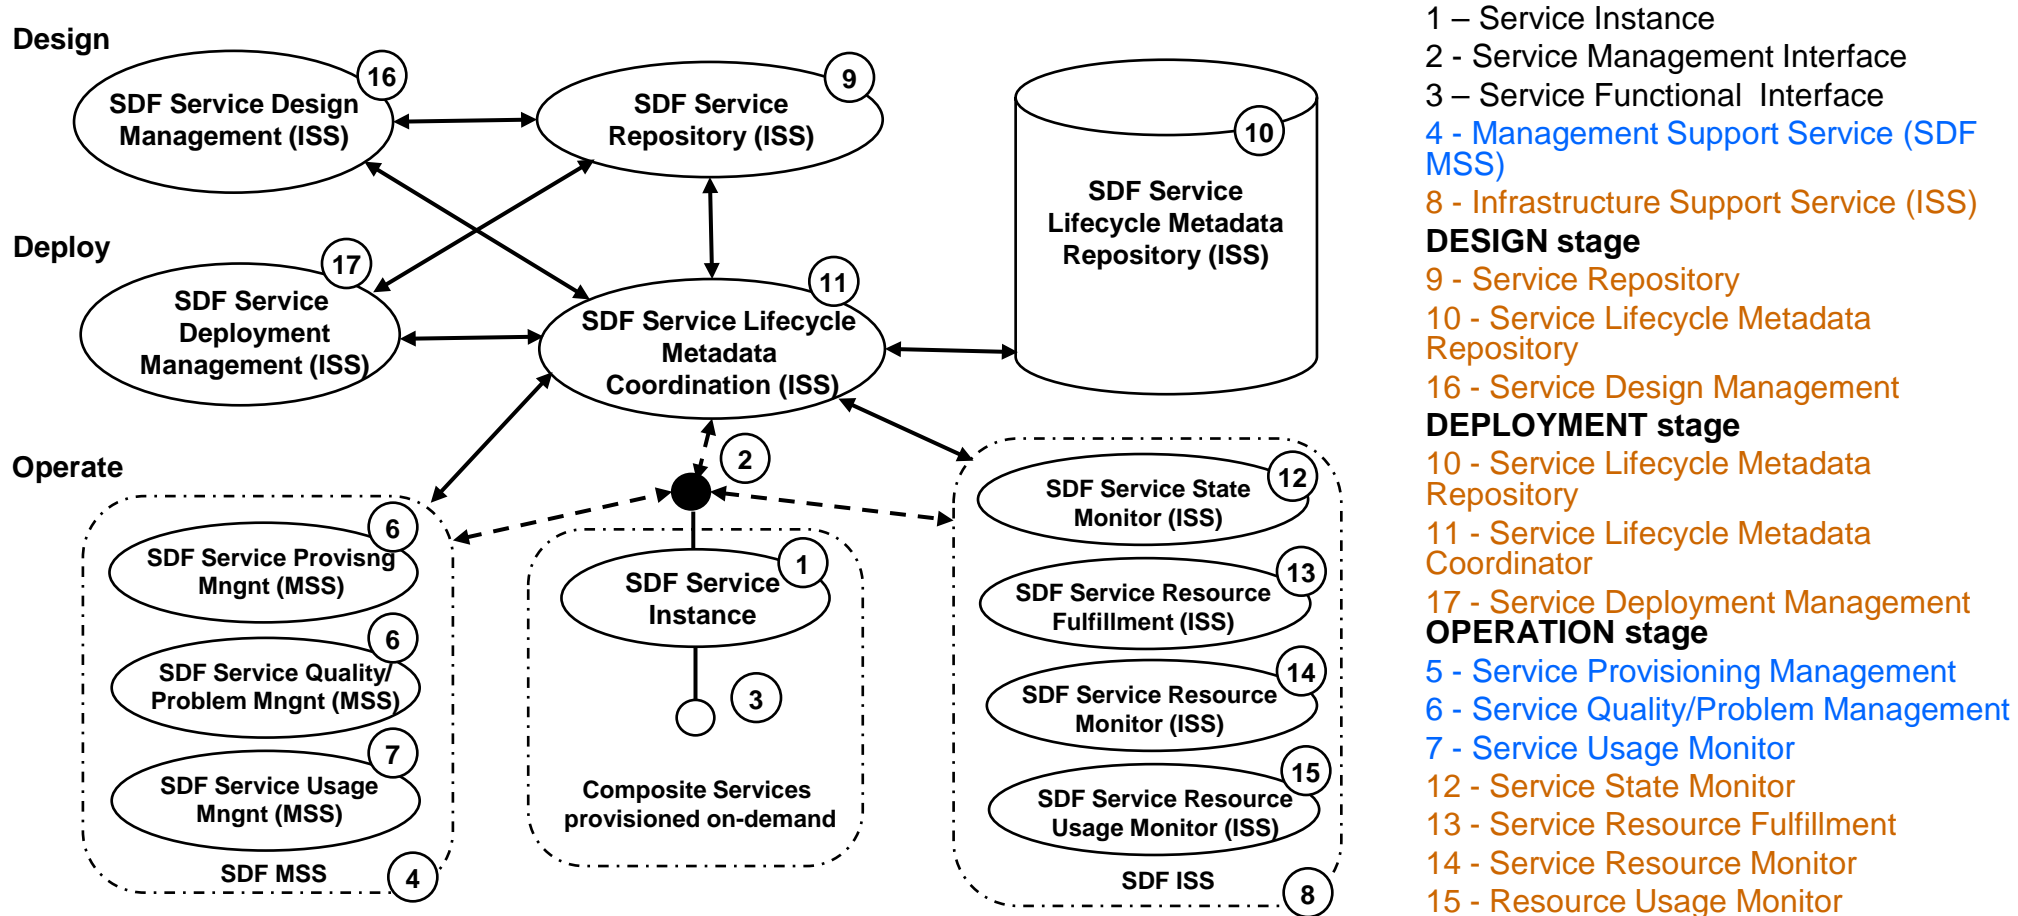 Design
16
SDF Service Design
Management (ISS)
9
SDF Service
Repository (ISS)
10
SDF Service
Lifecycle Metadata
Repository (ISS)
Deploy
17
SDF Service
Deployment
Management (ISS)
11
SDF Service Lifecycle
Metadata
Coordination (ISS)
Operate
2
6
SDF Service Provisng
Mngnt (MSS)
6
SDF Service Quality/
Problem Mngnt (MSS)
7
SDF Service Usage
Mngnt (MSS)
SDF MSS
4
1
SDF Service
Instance
3
Composite Services
provisioned on-demand
12
SDF Service State
Monitor (ISS)
13
SDF Service Resource
Fulfillment (ISS)
14
SDF Service Resource
Monitor (ISS)
15
SDF Service Resource
Usage Monitor (ISS)
SDF ISS
8
1 – Service Instance
2 - Service Management Interface
3 – Service Functional Interface
4 - Management Support Service (SDF
MSS)
8 - Infrastructure Support Service (ISS)
DESIGN stage
9 - Service Repository
10 - Service Lifecycle Metadata
Repository
16 - Service Design Management
DEPLOYMENT stage
10 - Service Lifecycle Metadata
Repository
11 - Service Lifecycle Metadata
Coordinator
17 - Service Deployment Management
OPERATION stage
5 - Service Provisioning Management
6 - Service Quality/Problem Management
7 - Service Usage Monitor
12 - Service State Monitor
13 - Service Resource Fulfillment
14 - Service Resource Monitor
15 - Resource Usage Monitor